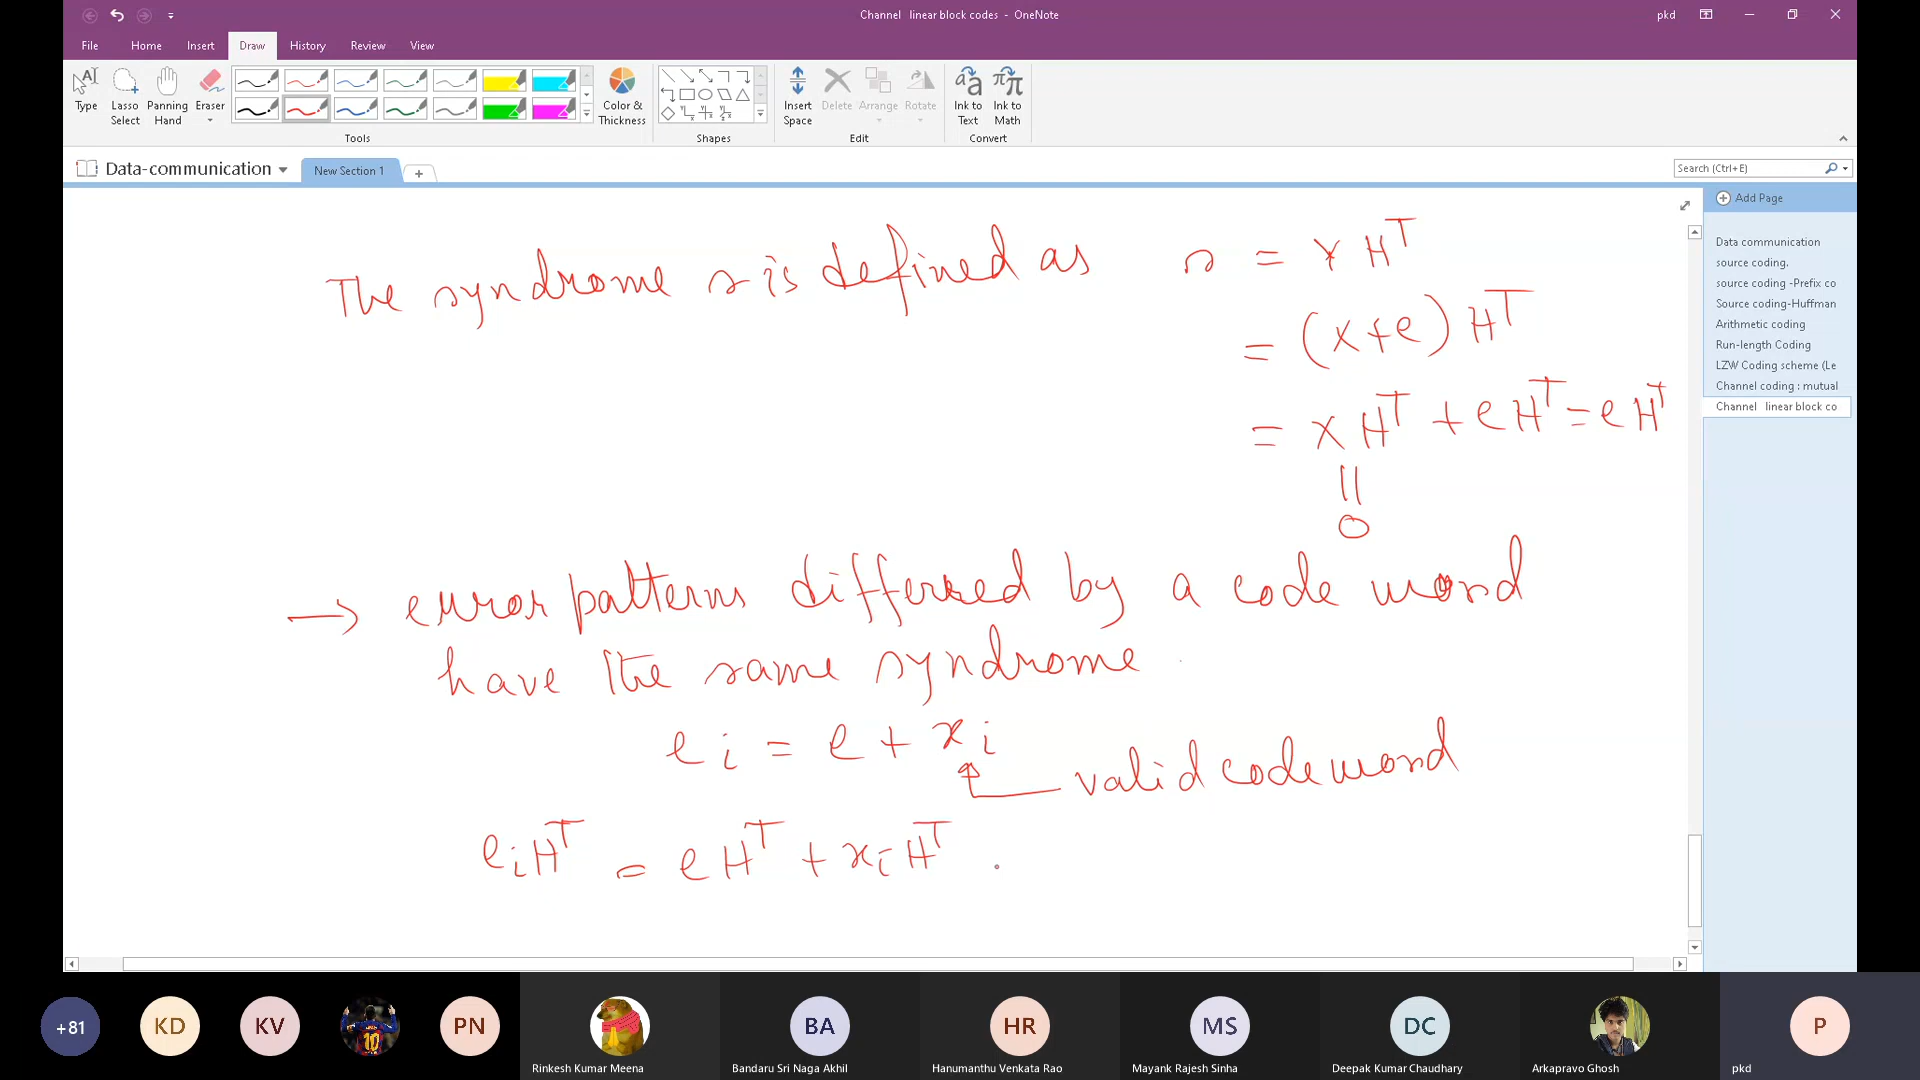 Channel linear block codes - OneNote
pkd
File Home Insert Draw History Review View
Type
Lasso Select
Panning Hand
Eraser
Color & Thickness
Insert Space
Delete
Arrange
Rotate
Ink to Text
Ink to Math
Tools
Shapes
Edit
Convert
Data-communication
New Section 1
Search (Ctrl+E)
Add Page
Data communication
source coding.
source coding -Prefix co
Source coding-Huffman
Arithmetic coding
Run-length Coding
LZW Coding scheme (Le
Channel coding : mutual
Channel linear block co
The syndrome s is defined as s = Y H^T
= (x+e) H^T
= x H^T + e H^T = e H^T
||
0
→ error patterns differed by a code word
have the same syndrome.
e i = e + x i
valid codeword
e i H^T = e H^T + x i H^T
+81
KD
KV
10
PN
BA
HR
MS
DC
P
Rinkesh Kumar Meena
Bandaru Sri Naga Akhil
Hanumanthu Venkata Rao
Mayank Rajesh Sinha
Deepak Kumar Chaudhary
Arkapravo Ghosh
pkd